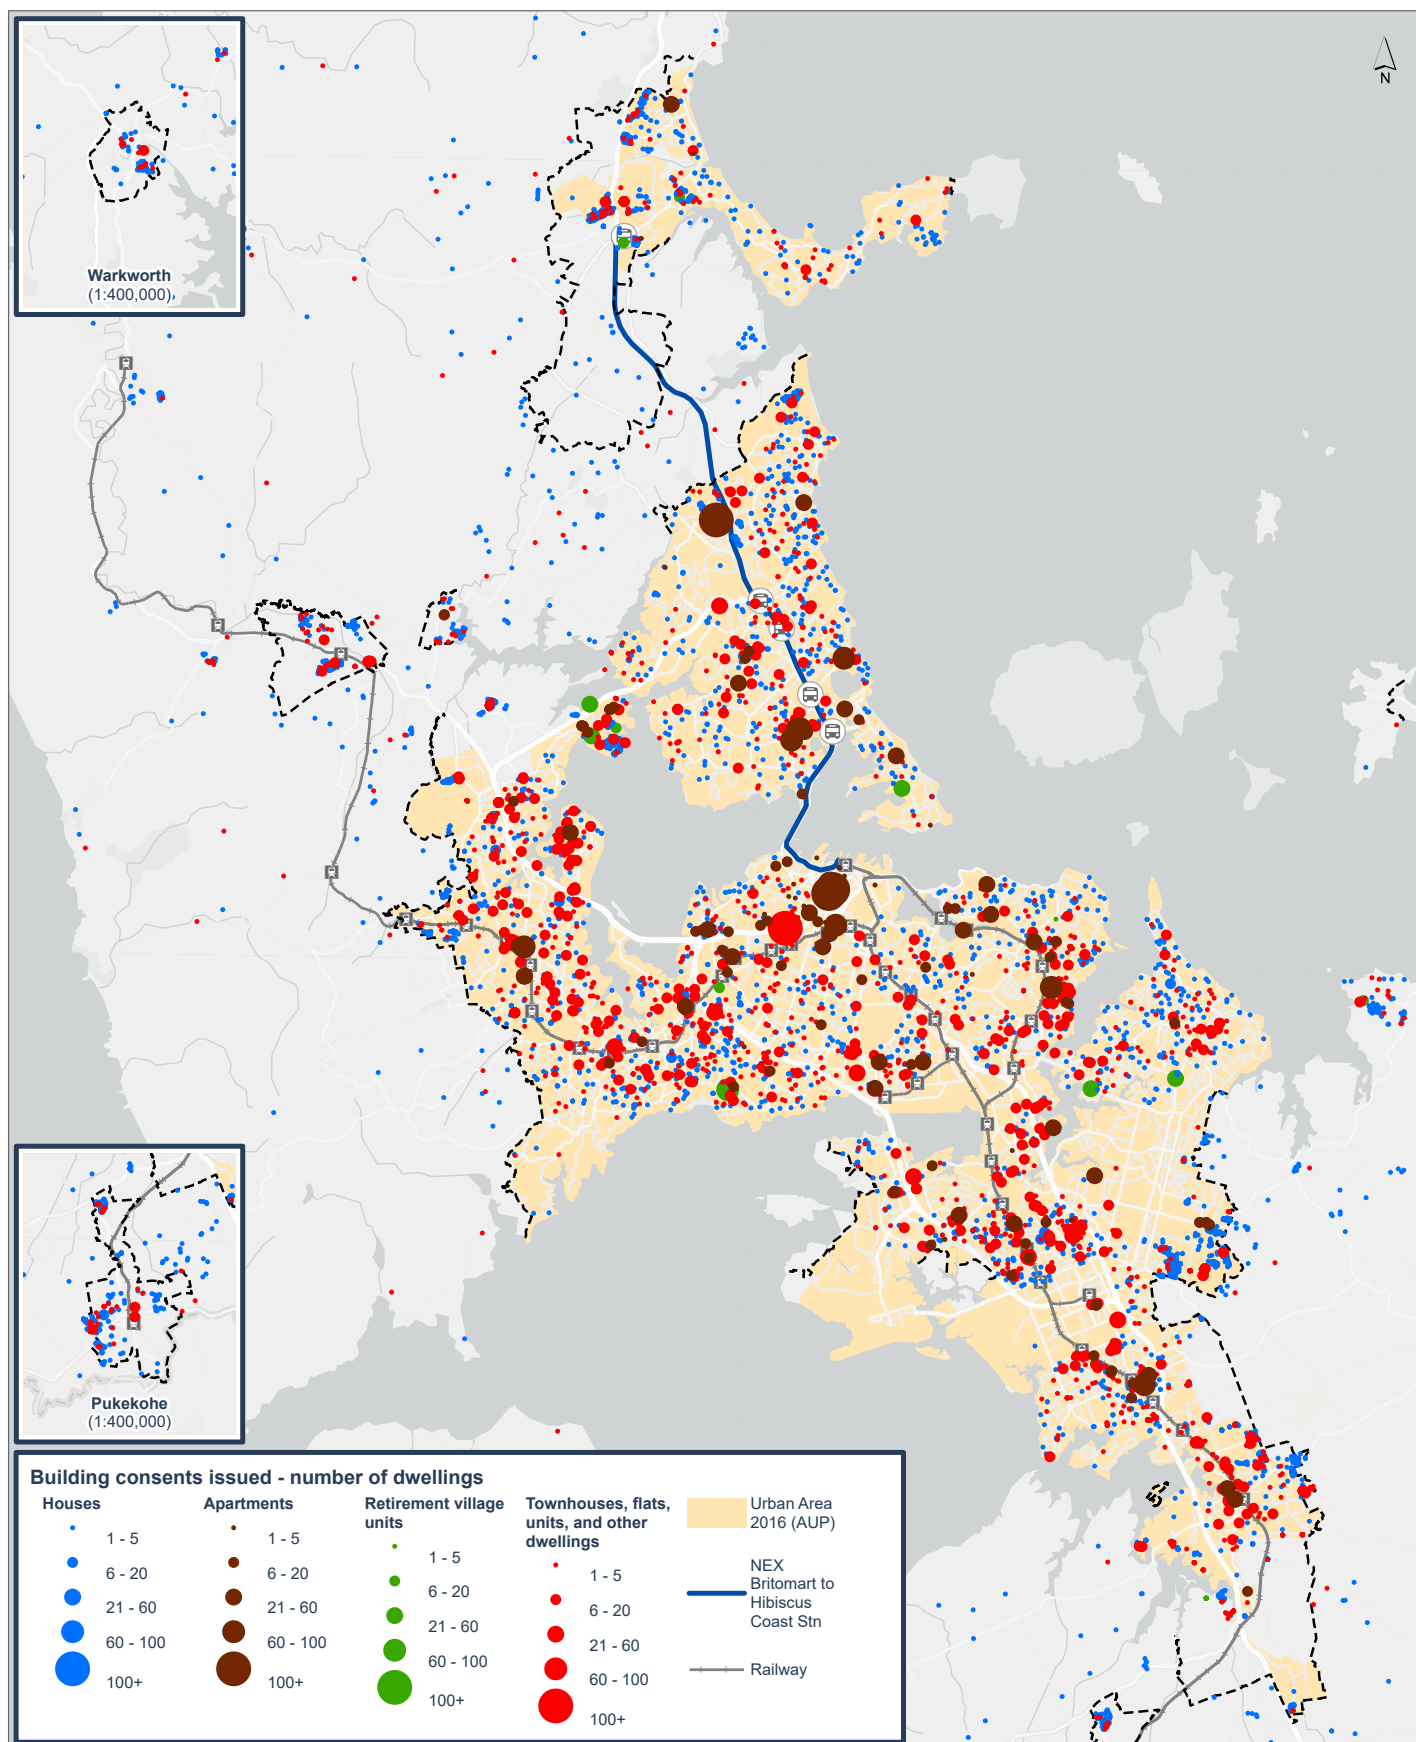 N
Warkworth
(1:400,000)
Pukekohe
(1:400,000)
Building consents issued - number of dwellings
Houses
1 - 5
6 - 20
21 - 60
60 - 100
100+
Apartments
1 - 5
6 - 20
21 - 60
60 - 100
100+
Retirement village
units
1 - 5
6 - 20
21 - 60
60 - 100
100+
Townhouses, flats,
units, and other
dwellings
1 - 5
6 - 20
21 - 60
60 - 100
100+
Urban Area
2016 (AUP)
NEX
Britomart to
Hibiscus
Coast Stn
Railway